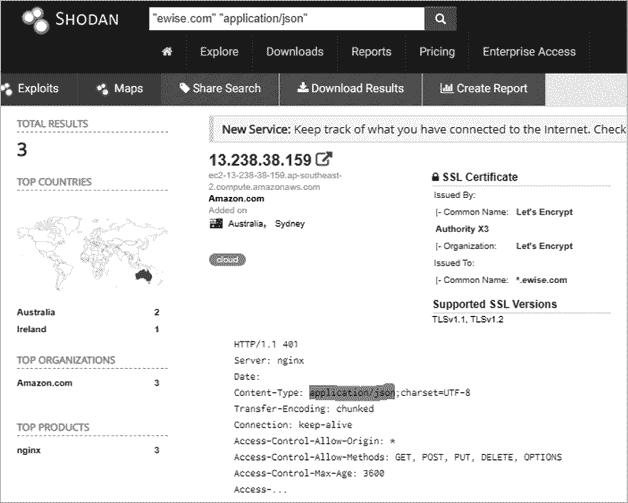 SHODAN
"ewise.com" "application/json"
Explore Downloads Reports Pricing Enterprise Access
Exploits Maps Share Search Download Results Create Report
TOTAL RESULTS
3
TOP COUNTRIES
Australia 2
Ireland 1
TOP ORGANIZATIONS
Amazon.com 3
TOP PRODUCTS
nginx 3
New Service: Keep track of what you have connected to the Internet. Check
13.238.38.159
ec2-13-238-38-159.ap-southeast-
2.compute.amazonaws.com
Amazon.com
Added on
Australia, Sydney
cloud
SSL Certificate
Issued By:
|- Common Name: Let's Encrypt
Authority X3
|- Organization: Let's Encrypt
Issued To:
|- Common Name: *.ewise.com
Supported SSL Versions
TLSv1.1, TLSv1.2
HTTP/1.1 401
Server: nginx
Date:
Content-Type: application/json;charset=UTF-8
Transfer-Encoding: chunked
Connection: keep-alive
Access-Control-Allow-Origin: *
Access-Control-Allow-Methods: GET, POST, PUT, DELETE, OPTIONS
Access-Control-Max-Age: 3600
Access-...